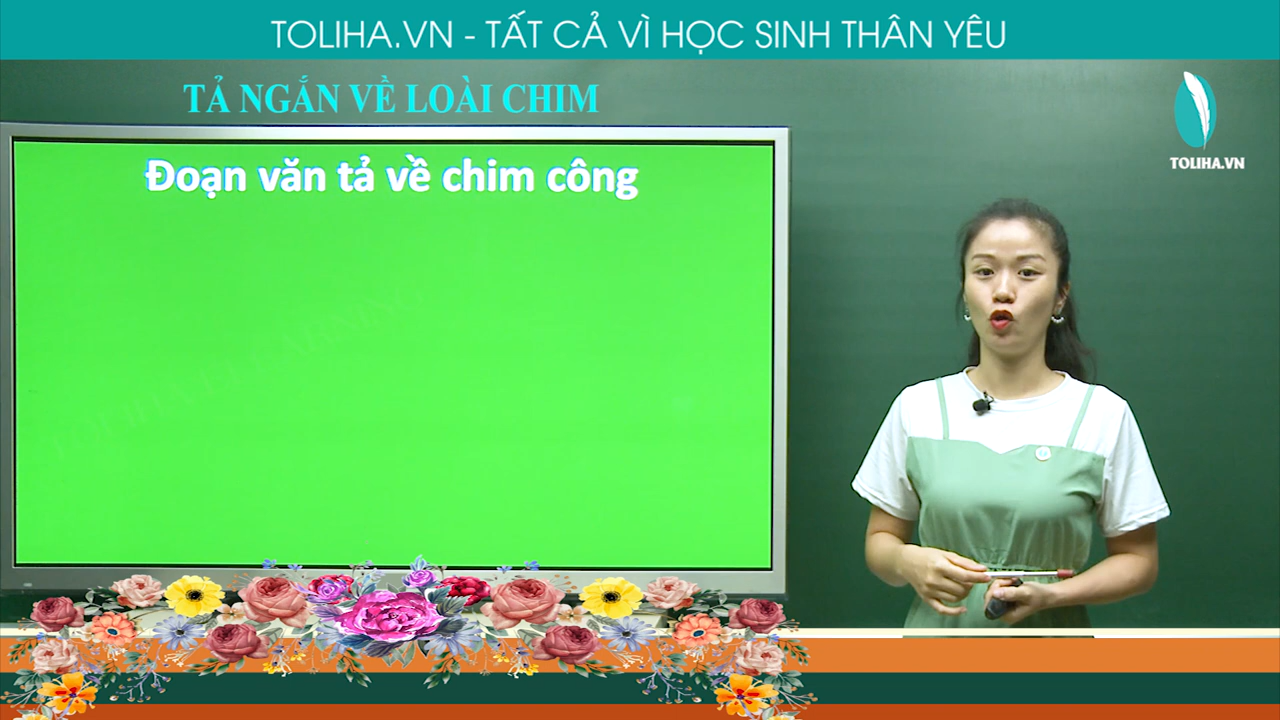 TOLIHA.VN - TẤT CẢ VÌ HỌC SINH THÂN YÊU
TẢ NGẮN VỀ LOÀI CHIM
TOLIHA.VN
Đoạn văn tả về chim công